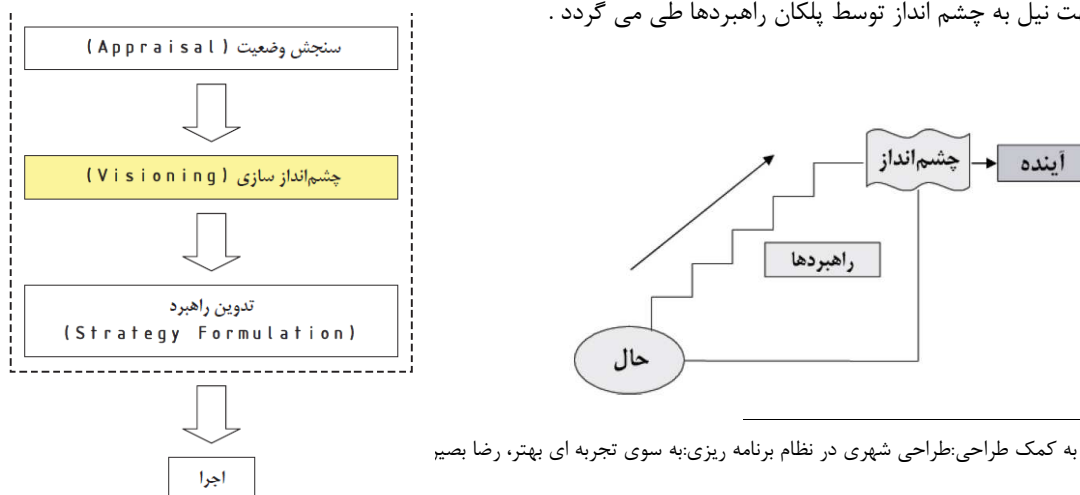 ت نیل به چشم انداز توسط پلکان راهبردها طی می گردد .
سنجش وضعیت (Appraisal)
چشم‌انداز سازی (Visioning)
تدوین راهبرد
(Strategy Formulation)
اجرا
آینده
چشم‌انداز
راهبردها
حال
به کمک طراحی:طراحی شهری در نظام برنامه ریزی:به سوی تجربه ای بهتر، رضا